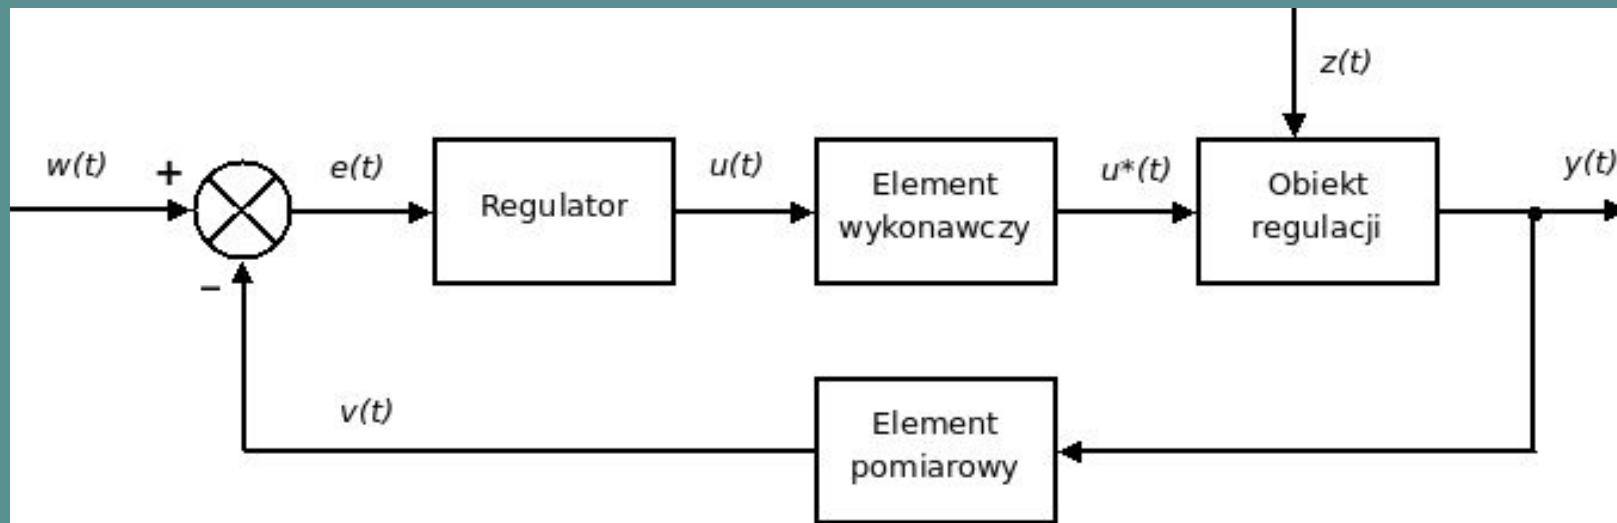 z(t)
w(t)
+
e(t)
u(t)
u*(t)
y(t)
Regulator
Element
wykonawczy
Obiekt
regulacji
–
v(t)
Element
pomiarowy